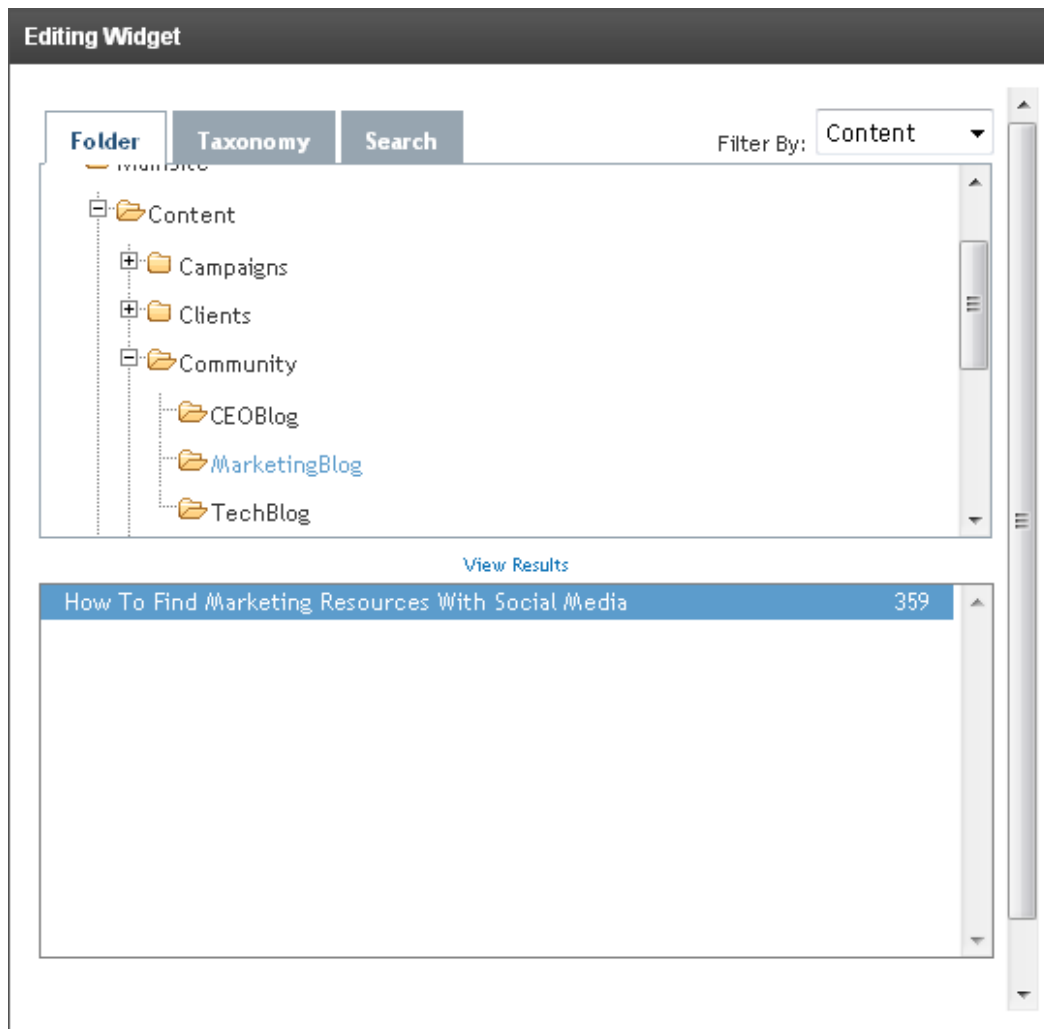 Editing Widget
Folder Taxonomy Search Filter By: Content
MainSite
Content
Campaigns
Clients
Community
CEOBlog
MarketingBlog
TechBlog
View Results
How To Find Marketing Resources With Social Media 359